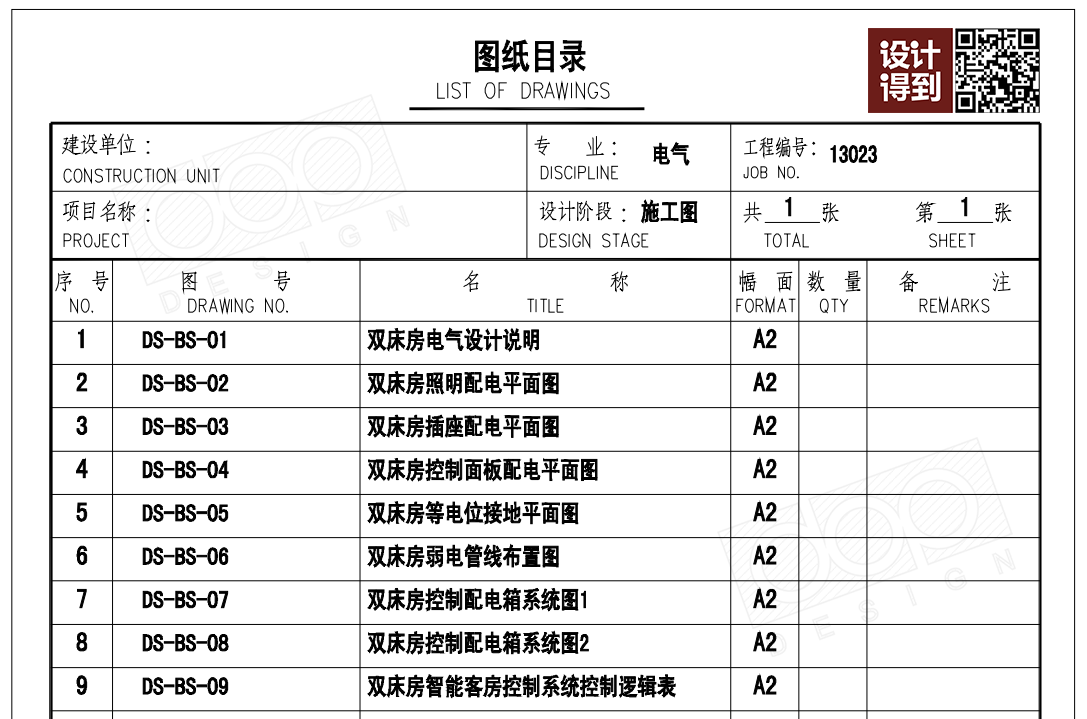 图纸目录
LIST OF DRAWINGS
设计
得到
建设单位：
CONSTRUCTION UNIT
专 业： 电气
DISCIPLINE
工程编号： 13023
JOB NO.
项目名称：
PROJECT
设计阶段： 施工图
DESIGN STAGE
共 1 张
TOTAL
第 1 张
SHEET
序 号 图 号 名 称 幅 面 数 量 备 注
NO. DRAWING NO. TITLE FORMAT QTY REMARKS
1 DS-BS-01 双床房电气设计说明 A2
2 DS-BS-02 双床房照明配电平面图 A2
3 DS-BS-03 双床房插座配电平面图 A2
4 DS-BS-04 双床房控制面板配电平面图 A2
5 DS-BS-05 双床房等电位接地平面图 A2
6 DS-BS-06 双床房弱电管线布置图 A2
7 DS-BS-07 双床房控制配电箱系统图1 A2
8 DS-BS-08 双床房控制配电箱系统图2 A2
9 DS-BS-09 双床房智能客房控制系统控制逻辑表 A2
DESIGN
DESIGN